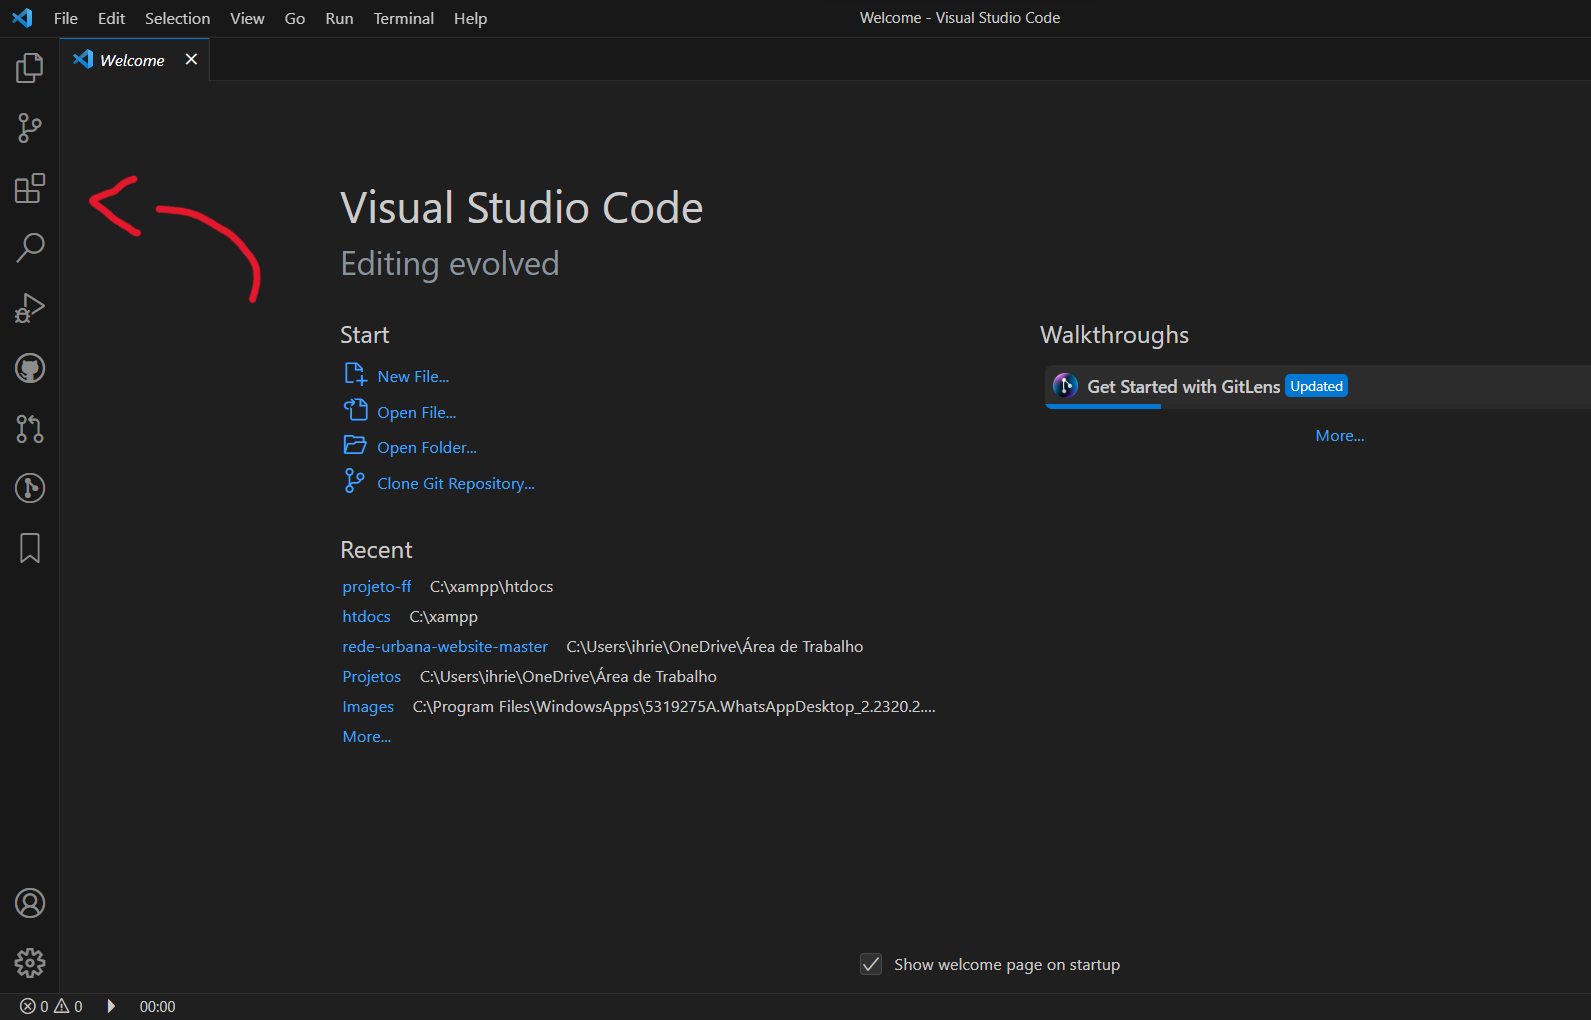 File Edit Selection View Go Run Terminal Help Welcome - Visual Studio Code
Welcome
Visual Studio Code
Editing evolved
Start
New File...
Open File...
Open Folder...
Clone Git Repository...
Walkthroughs
Get Started with GitLens Updated
More...
Recent
projeto-ff C:\xampp\htdocs
htdocs C:\xampp
rede-urbana-website-master C:\Users\ihrie\OneDrive\Área de Trabalho
Projetos C:\Users\ihrie\OneDrive\Área de Trabalho
Images C:\Program Files\WindowsApps\5319275A.WhatsAppDesktop_2.2320.2....
More...
Show welcome page on startup
0 0 00:00